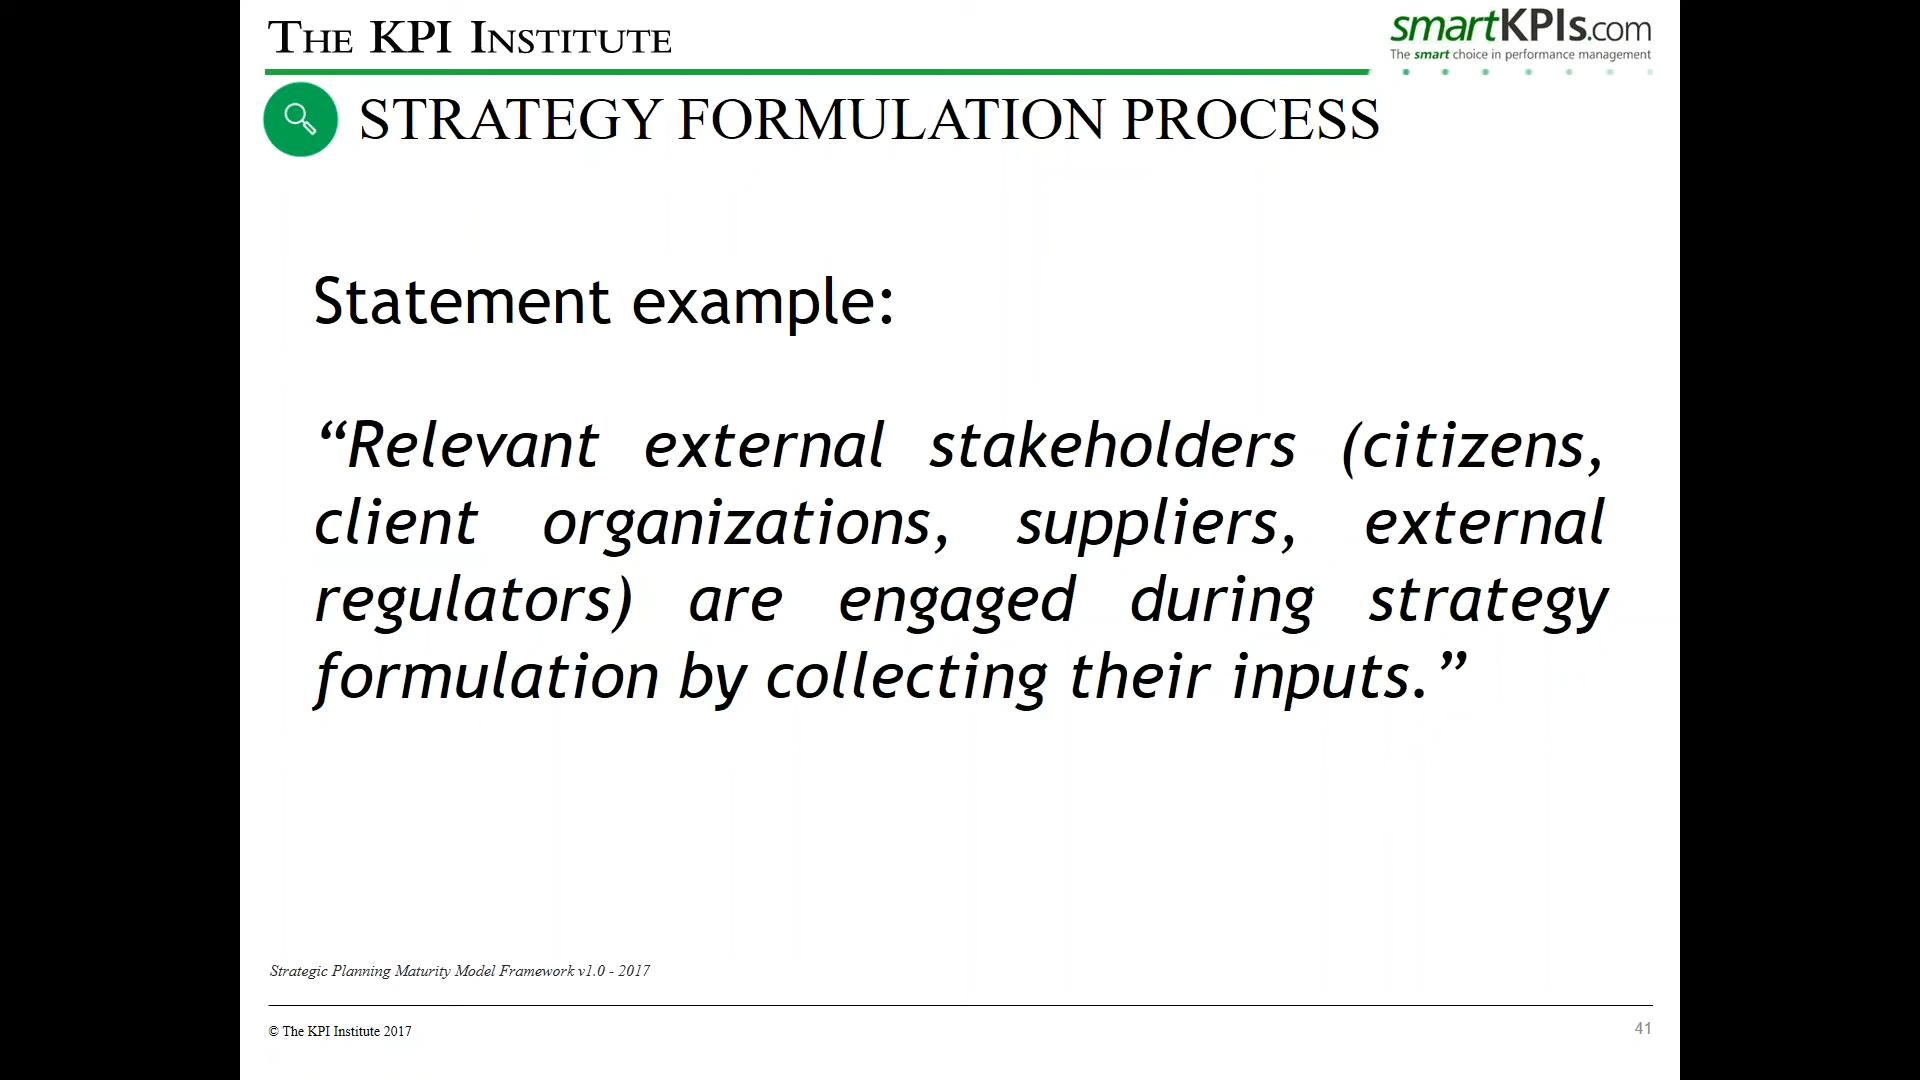 THE KPI INSTITUTE
smartKPIs.com
The smart choice in performance management
STRATEGY FORMULATION PROCESS
Statement example:
“Relevant external stakeholders (citizens,
client organizations, suppliers, external
regulators) are engaged during strategy
formulation by collecting their inputs.”
Strategic Planning Maturity Model Framework v1.0 - 2017
© The KPI Institute 2017
41